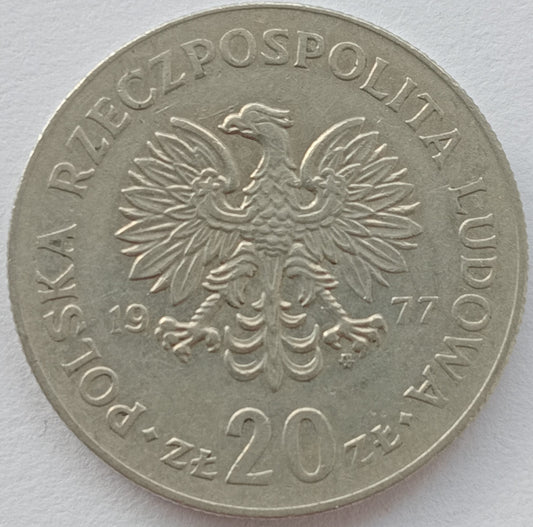 · POLSKA RZECZPOSPOLITA LUDOWA ·
19 77
ZŁ 20 ZŁ